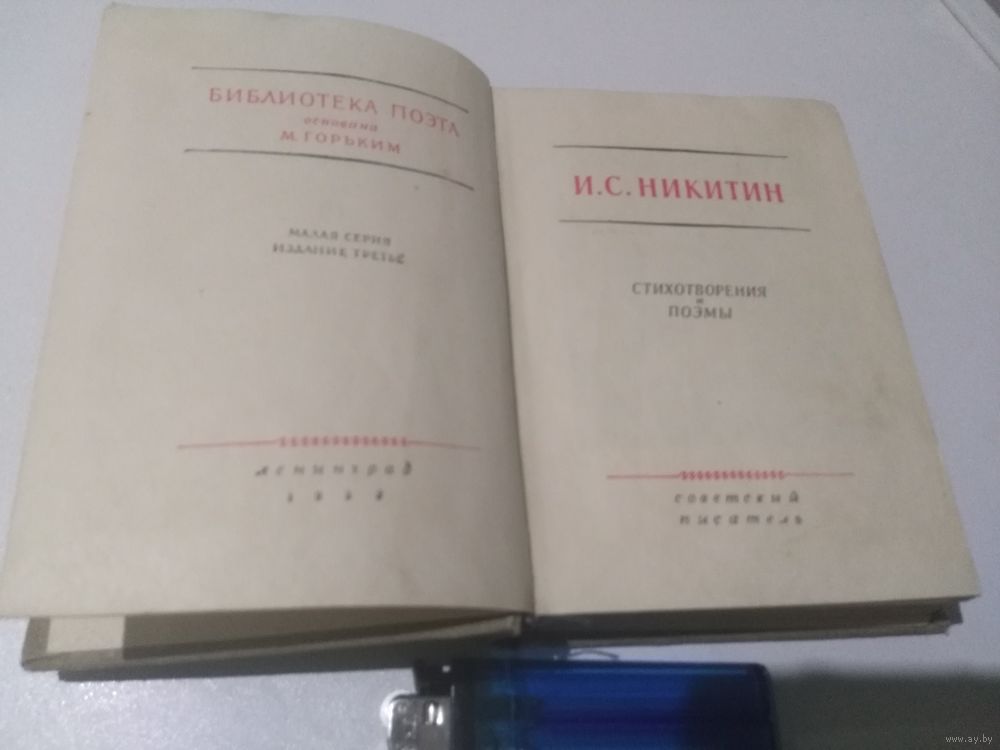 БИБЛИОТЕКА ПОЭТА
основана
М. ГОРЬКИМ
МАЛАЯ СЕРИЯ
ИЗДАНИЕ ТРЕТЬЕ
ленинград
И. С. НИКИТИН
СТИХОТВОРЕНИЯ
и
ПОЭМЫ
советский
писатель
www.ay.by